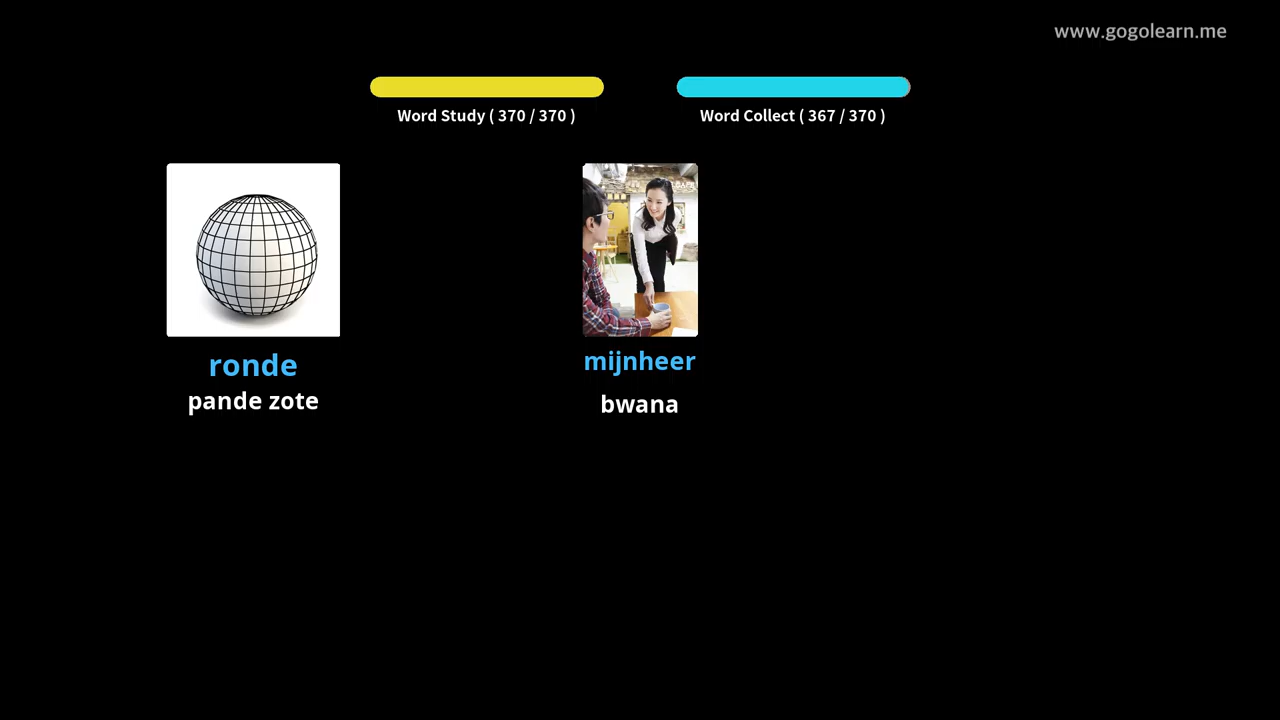 www.gogolearn.me
Word Study ( 370 / 370 )
Word Collect ( 367 / 370 )
ronde
pande zote
mijnheer
bwana